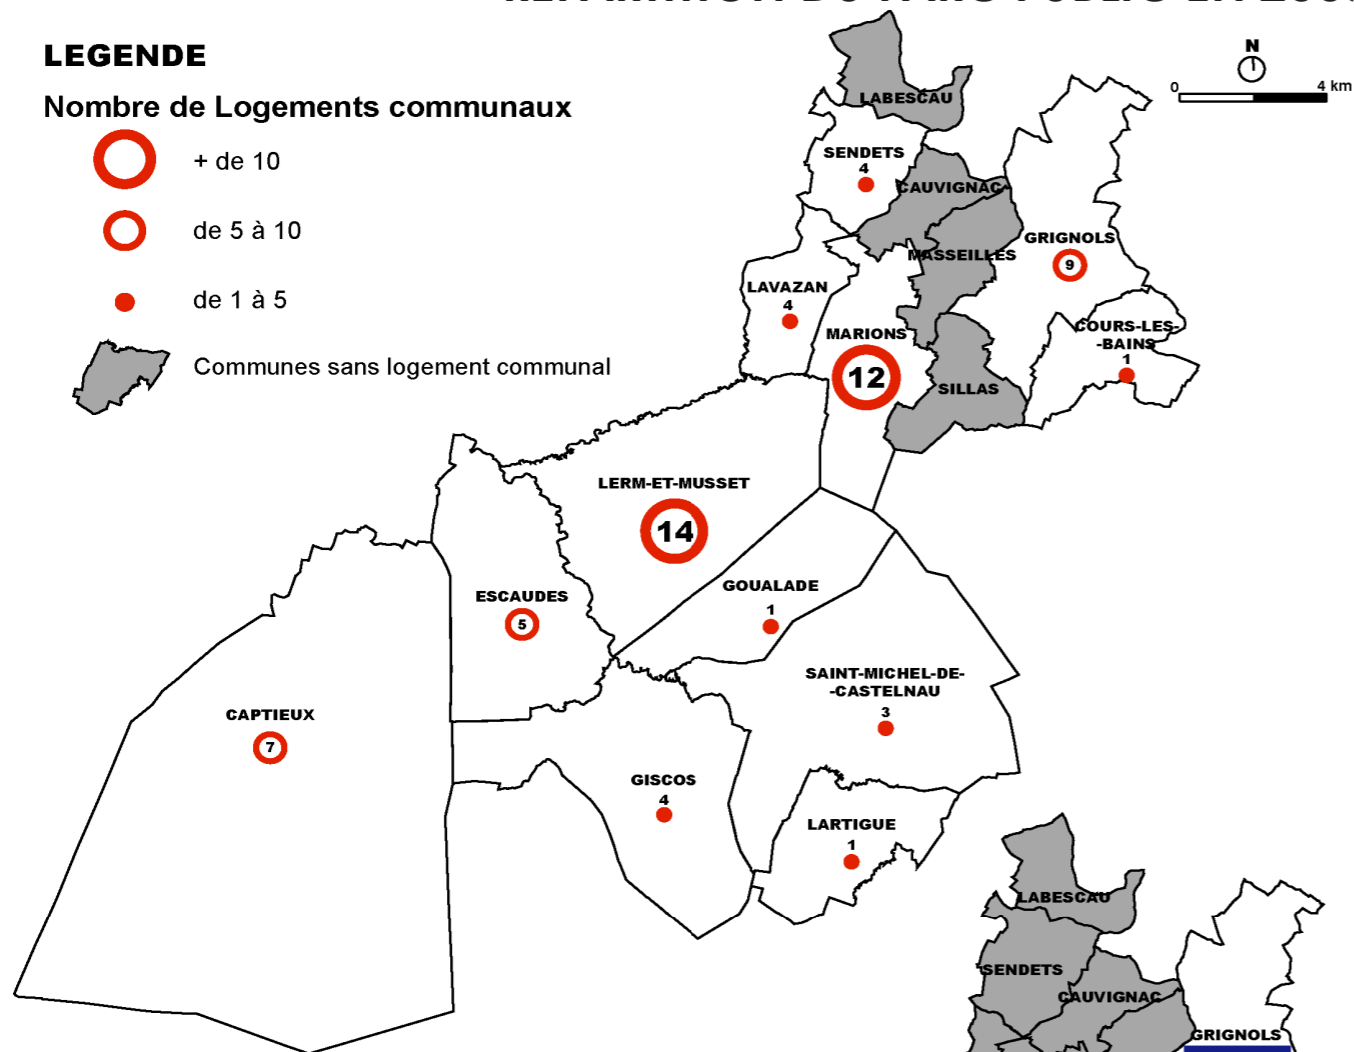 LEGENDE
Nombre de Logements communaux
+ de 10
de 5 à 10
de 1 à 5
Communes sans logement communal
N
0 4 km
LABESCAU
SENDETS
4
CAUVIGNAC
MASSEILLES
GRIGNOLS
9
LAVAZAN
4
MARIONS
12
COURS-LES-
-BAINS
1
SILLAS
LERM-ET-MUSSET
14
ESCAUDES
5
GOUALADE
1
SAINT-MICHEL-DE-
-CASTELNAU
3
CAPTIEUX
7
GISCOS
4
LARTIGUE
1
LABESCAU
SENDETS
CAUVIGNAC
GRIGNOLS